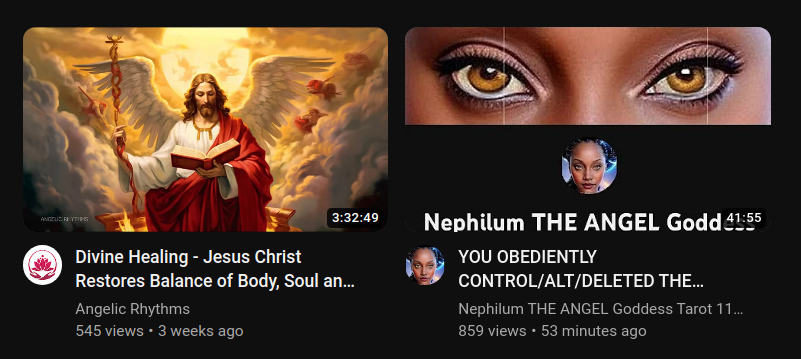 ANGELIC RHYTHMS
3:32:49
Divine Healing - Jesus Christ
Restores Balance of Body, Soul an...
Angelic Rhythms
545 views • 3 weeks ago
Nephilum THE ANGEL Goddess
41:55
YOU OBEDIENTLY
CONTROL/ALT/DELETED THE...
Nephilum THE ANGEL Goddess Tarot 11...
859 views • 53 minutes ago